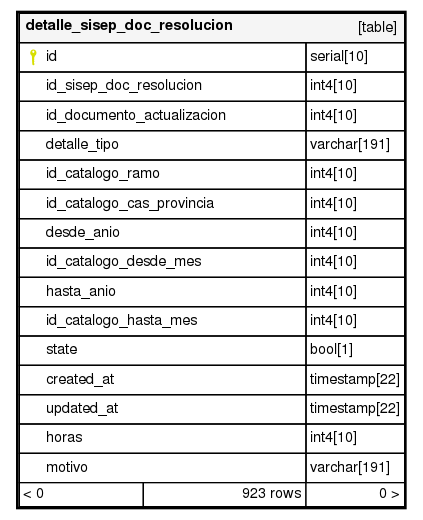 detalle_sisep_doc_resolucion [table]
id serial[10]
id_sisep_doc_resolucion int4[10]
id_documento_actualizacion int4[10]
detalle_tipo varchar[191]
id_catalogo_ramo int4[10]
id_catalogo_cas_provincia int4[10]
desde_anio int4[10]
id_catalogo_desde_mes int4[10]
hasta_anio int4[10]
id_catalogo_hasta_mes int4[10]
state bool[1]
created_at timestamp[22]
updated_at timestamp[22]
horas int4[10]
motivo varchar[191]
< 0 923 rows 0 >